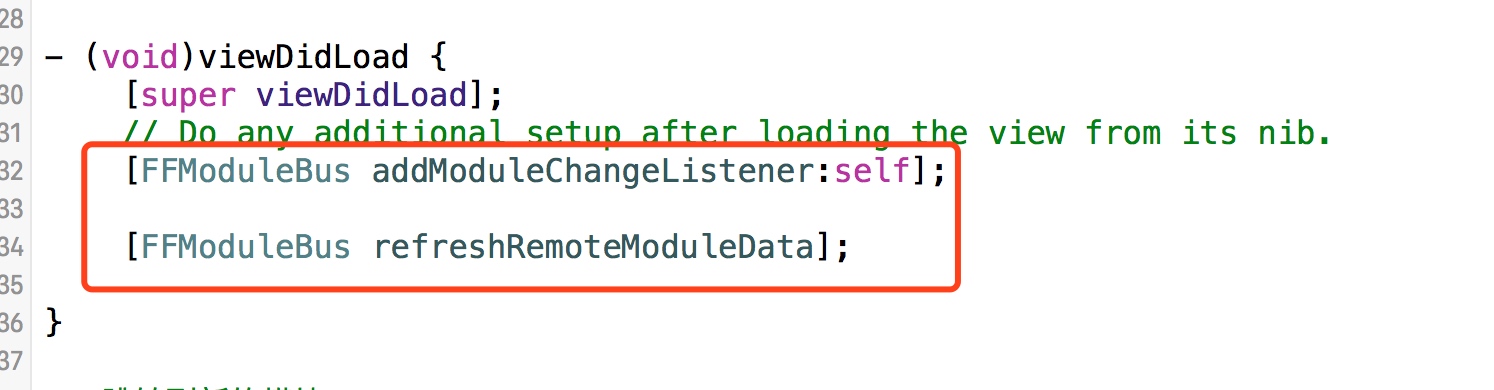 28
29 - (void)viewDidLoad {
30 [super viewDidLoad];
31 // Do any additional setup after loading the view from its nib.
32 [FFModuleBus addModuleChangeListener:self];
33
34 [FFModuleBus refreshRemoteModuleData];
35
36 }
37